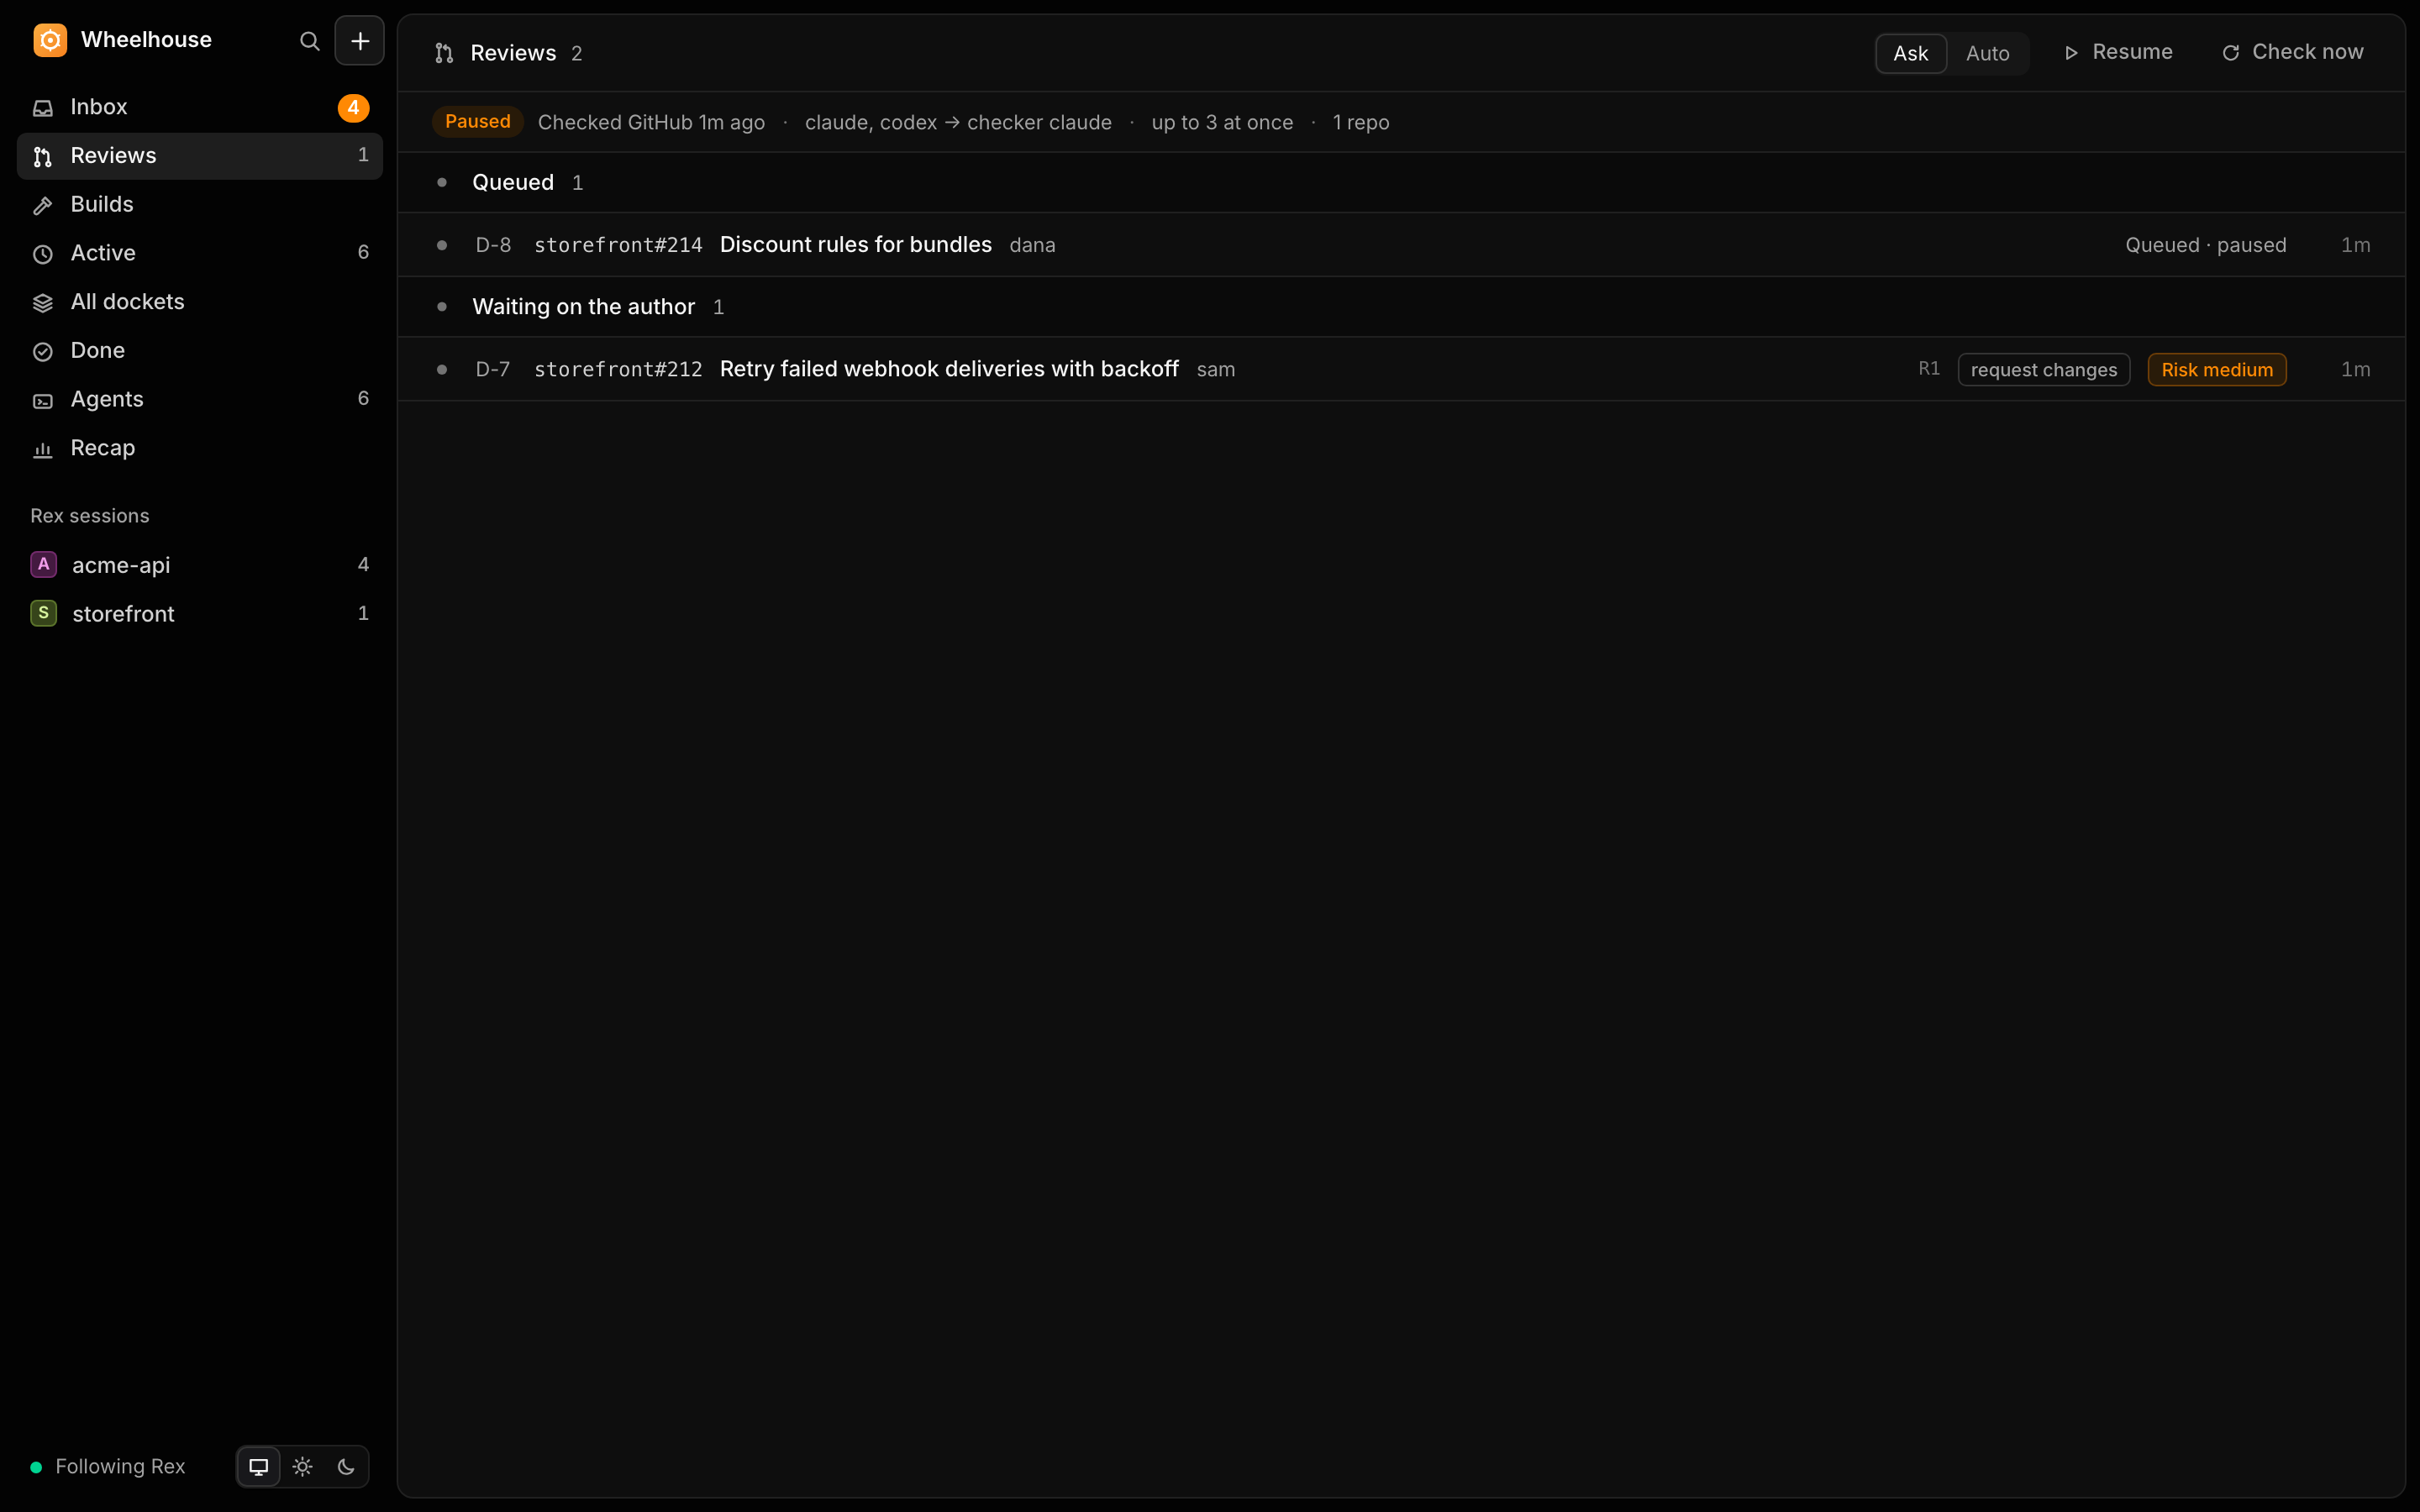 Wheelhouse
Inbox 4
Reviews 1
Builds
Active 6
All dockets
Done
Agents 6
Recap
Rex sessions
A acme-api 4
S storefront 1
Following Rex
Reviews 2
Ask Auto Resume Check now
Paused Checked GitHub 1m ago · claude, codex → checker claude · up to 3 at once · 1 repo
Queued 1
D-8 storefront#214 Discount rules for bundles dana Queued · paused 1m
Waiting on the author 1
D-7 storefront#212 Retry failed webhook deliveries with backoff sam R1 request changes Risk medium 1m